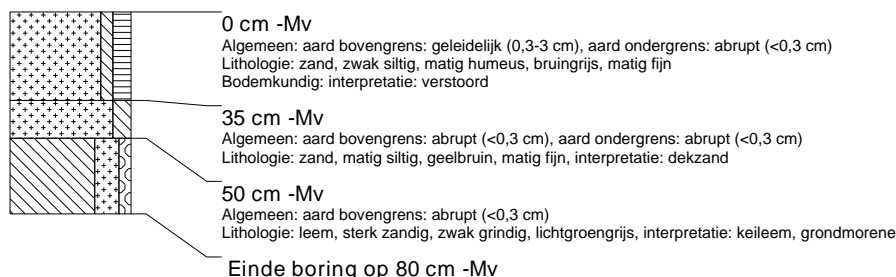 0 cm -Mv
Algemeen: aard bovengrens: geleidelijk (0,3-3 cm), aard ondergrens: abrupt (<0,3 cm)
Lithologie: zand, zwak siltig, matig humeus, bruingrijs, matig fijn
Bodemkundig: interpretatie: verstoord
35 cm -Mv
Algemeen: aard bovengrens: abrupt (<0,3 cm), aard ondergrens: abrupt (<0,3 cm)
Lithologie: zand, matig siltig, geelbruin, matig fijn, interpretatie: dekzand
50 cm -Mv
Algemeen: aard bovengrens: abrupt (<0,3 cm)
Lithologie: leem, sterk zandig, zwak grindig, lichtgroengrijs, interpretatie: keileem, grondmorene
Einde boring op 80 cm -Mv